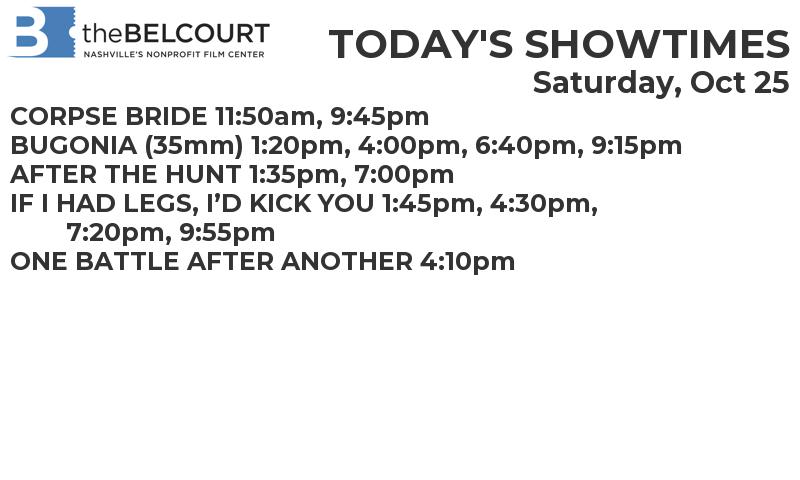 B theBELCOURT
NASHVILLE'S NONPROFIT FILM CENTER
TODAY'S SHOWTIMES
Saturday, Oct 25
CORPSE BRIDE 11:50am, 9:45pm
BUGONIA (35mm) 1:20pm, 4:00pm, 6:40pm, 9:15pm
AFTER THE HUNT 1:35pm, 7:00pm
IF I HAD LEGS, I’D KICK YOU 1:45pm, 4:30pm,
7:20pm, 9:55pm
ONE BATTLE AFTER ANOTHER 4:10pm